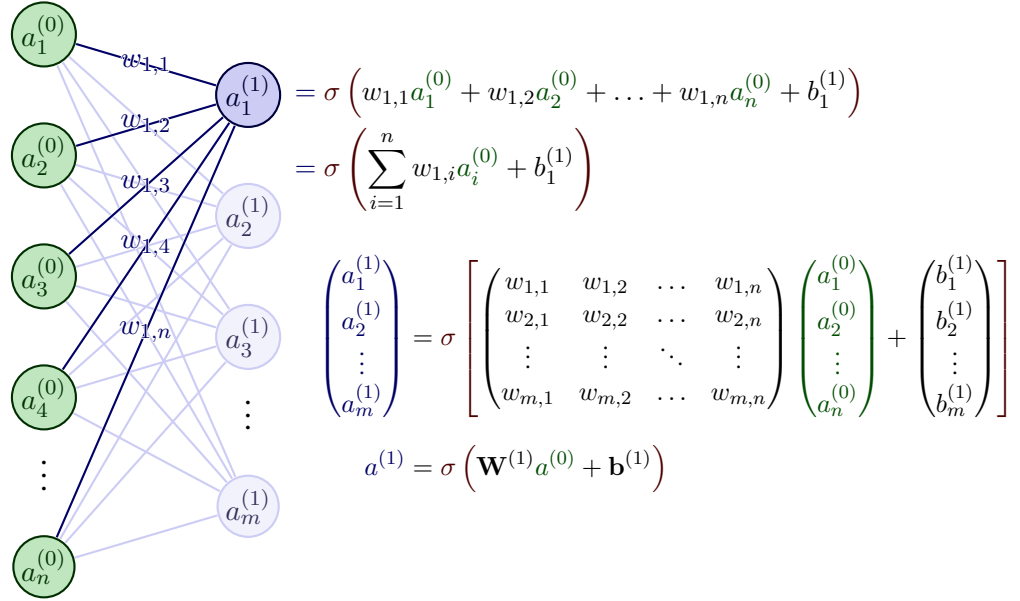 a_1^{(0)}
a_2^{(0)}
a_3^{(0)}
a_4^{(0)}
⋮
a_n^{(0)}
w_{1,1}
w_{1,2}
w_{1,3}
w_{1,4}
w_{1,n}
a_1^{(1)}
a_2^{(1)}
a_3^{(1)}
⋮
a_m^{(1)}
= σ ( w_{1,1} a_1^{(0)} + w_{1,2} a_2^{(0)} + … + w_{1,n} a_n^{(0)} + b_1^{(1)} )
= σ ( ∑_{i=1}^{n} w_{1,i} a_i^{(0)} + b_1^{(1)} )
( a_1^{(1)} a_2^{(1)} ⋮ a_m^{(1)} ) = σ [ ( w_{1,1} w_{1,2} … w_{1,n} w_{2,1} w_{2,2} … w_{2,n} ⋮ ⋮ ⋱ ⋮ w_{m,1} w_{m,2} … w_{m,n} ) ( a_1^{(0)} a_2^{(0)} ⋮ a_n^{(0)} ) + ( b_1^{(1)} b_2^{(1)} ⋮ b_m^{(1)} ) ]
a^{(1)} = σ ( W^{(1)} a^{(0)} + b^{(1)} )